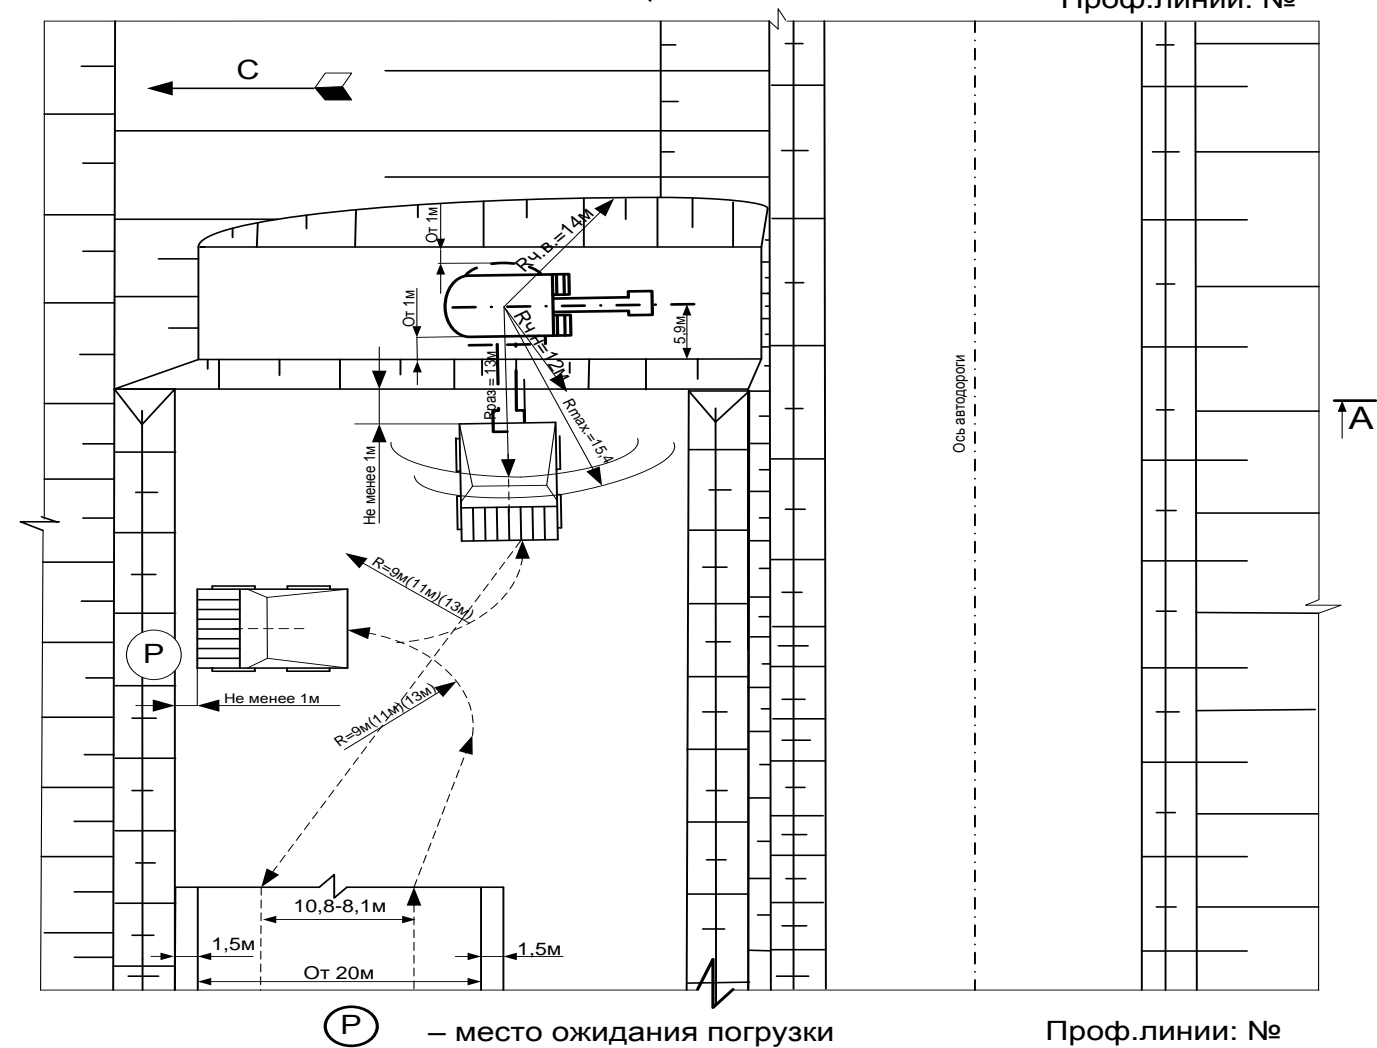 Проф.линии: №
С
От 1м
Rч.в.=14м
От 1м
Rч.н=12м
5,9м
Rраз = 13м
Rmax.=15,4
Не менее 1м
Ось автодороги
А
R=9м(11м)(13м)
Р
Не менее 1м
R=9м(11м)(13м)
10,8-8,1м
1,5м
1,5м
От 20м
Р – место ожидания погрузки
Проф.линии: №